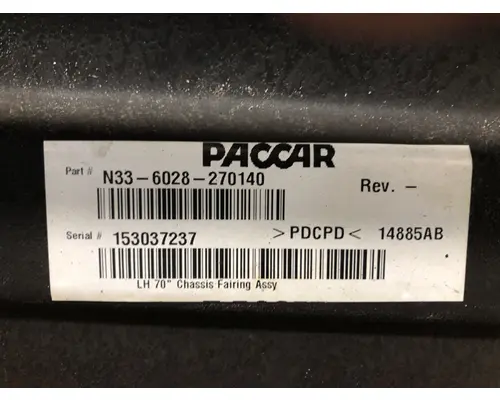 PACCAR
Part # N33-6028-270140 Rev. -
Serial # 153037237 >PDCPD< 14885AB
LH 70" Chassis Fairing Assy